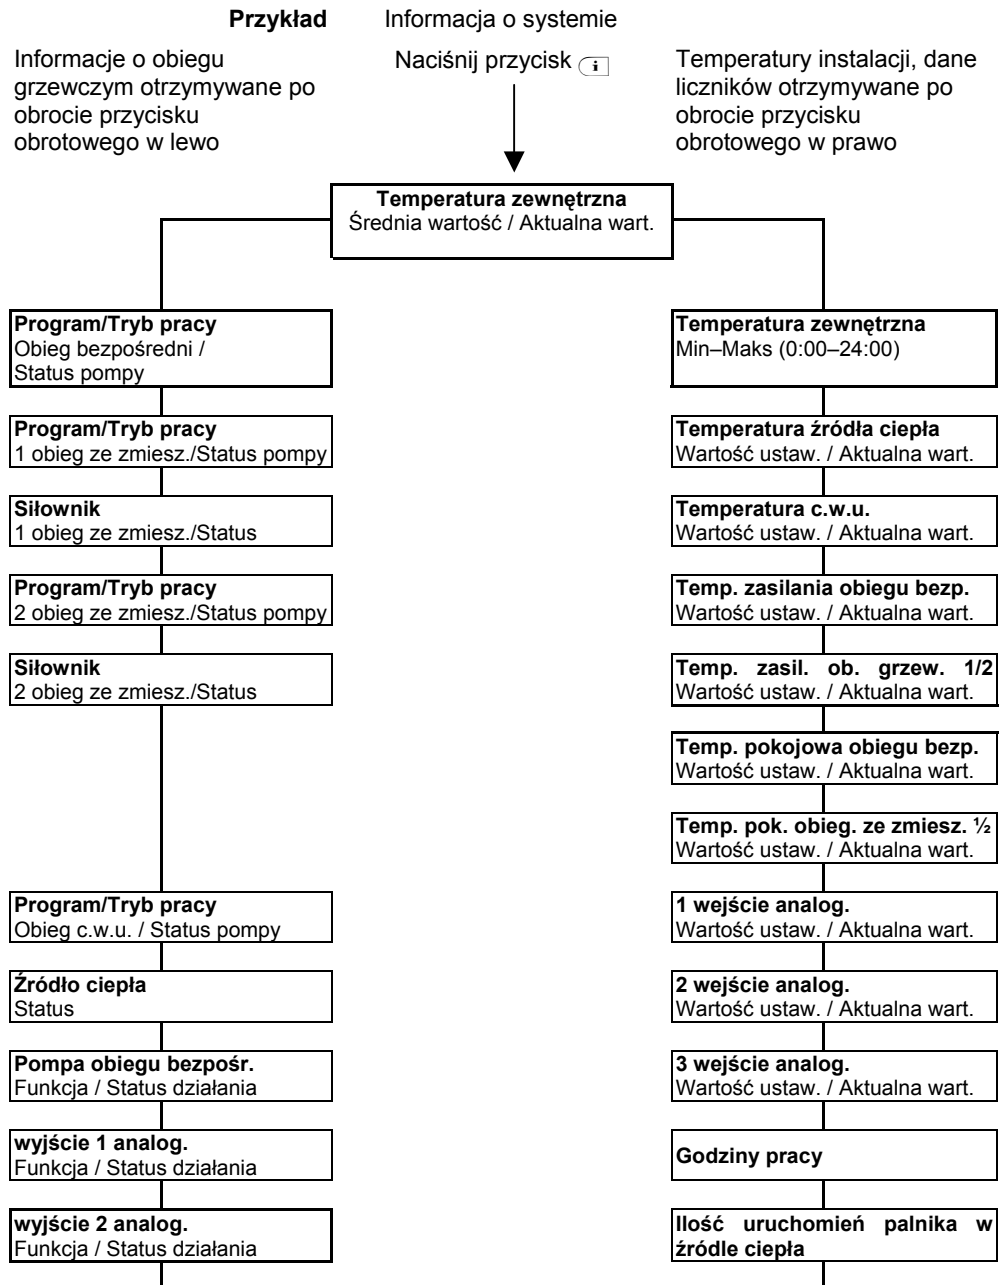 Przykład Informacja o systemie
Informacje o obiegu
grzewczym otrzymywane po
obrocie przycisku
obrotowego w lewo
Naciśnij przycisk i
Temperatury instalacji, dane
liczników otrzymywane po
obrocie przycisku
obrotowego w prawo
Temperatura zewnętrzna
Średnia wartość / Aktualna wart.
Program/Tryb pracy
Obieg bezpośredni /
Status pompy
Program/Tryb pracy
1 obieg ze zmiesz./Status pompy
Siłownik
1 obieg ze zmiesz./Status
Program/Tryb pracy
2 obieg ze zmiesz./Status pompy
Siłownik
2 obieg ze zmiesz./Status
Program/Tryb pracy
Obieg c.w.u. / Status pompy
Źródło ciepła
Status
Pompa obiegu bezpośr.
Funkcja / Status działania
wyjście 1 analog.
Funkcja / Status działania
wyjście 2 analog.
Funkcja / Status działania
Temperatura zewnętrzna
Min–Maks (0:00–24:00)
Temperatura źródła ciepła
Wartość ustaw. / Aktualna wart.
Temperatura c.w.u.
Wartość ustaw. / Aktualna wart.
Temp. zasilania obiegu bezp.
Wartość ustaw. / Aktualna wart.
Temp. zasil. ob. grzew. 1/2
Wartość ustaw. / Aktualna wart.
Temp. pokojowa obiegu bezp.
Wartość ustaw. / Aktualna wart.
Temp. pok. obieg. ze zmiesz. ½
Wartość ustaw. / Aktualna wart.
1 wejście analog.
Wartość ustaw. / Aktualna wart.
2 wejście analog.
Wartość ustaw. / Aktualna wart.
3 wejście analog.
Wartość ustaw. / Aktualna wart.
Godziny pracy
Ilość uruchomień palnika w
źródle ciepła